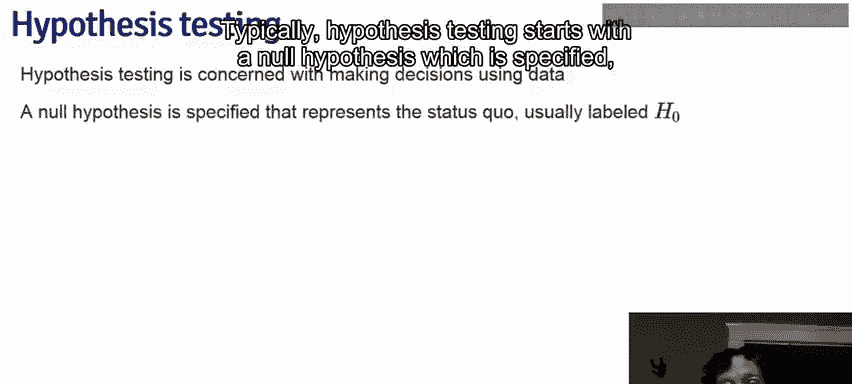 Hypothesis testing
Typically, hypothesis testing starts with
a null hypothesis which is specified,
Hypothesis testing is concerned with making decisions using data
A null hypothesis is specified that represents the status quo, usually labeled H₀